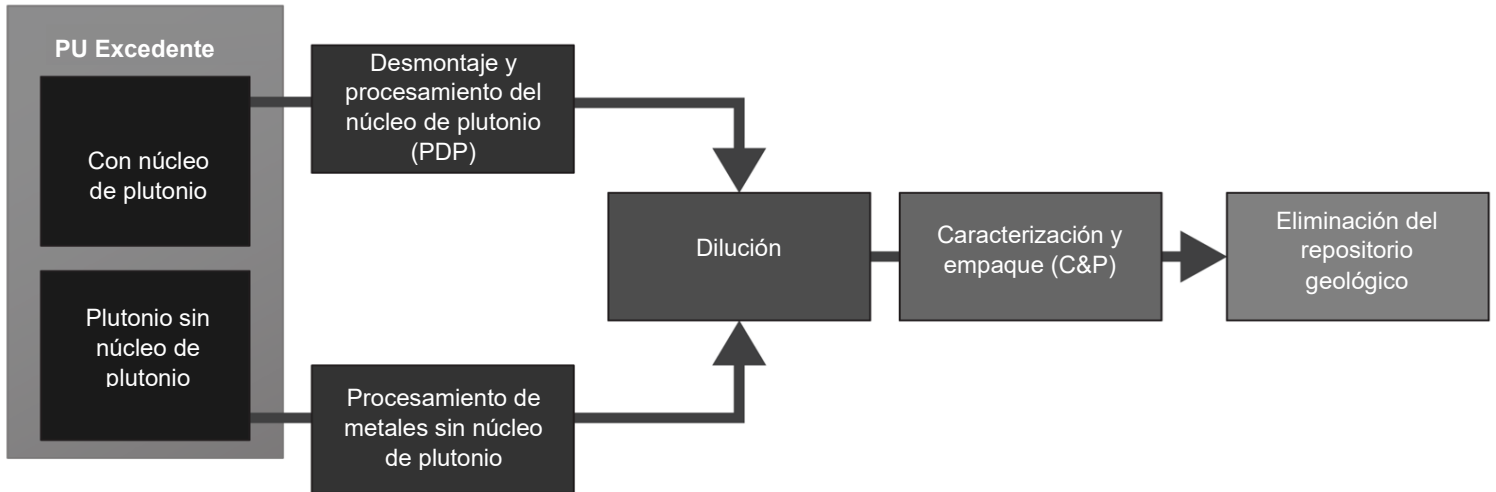 PU Excedente
Con núcleo
de plutonio
Plutonio sin
núcleo de
plutonio
Desmontaje y
procesamiento del
núcleo de plutonio
(PDP)
Procesamiento de
metales sin núcleo
de plutonio
Dilución
Caracterización y
empaque (C&P)
Eliminación del
repositorio
geológico